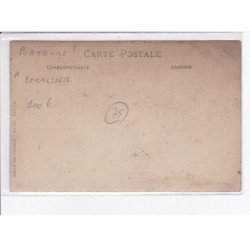 PORTEURS
CARTE POSTALE
CORRESPONDANCE ADRESSE
A LOCALISER
100 €
75